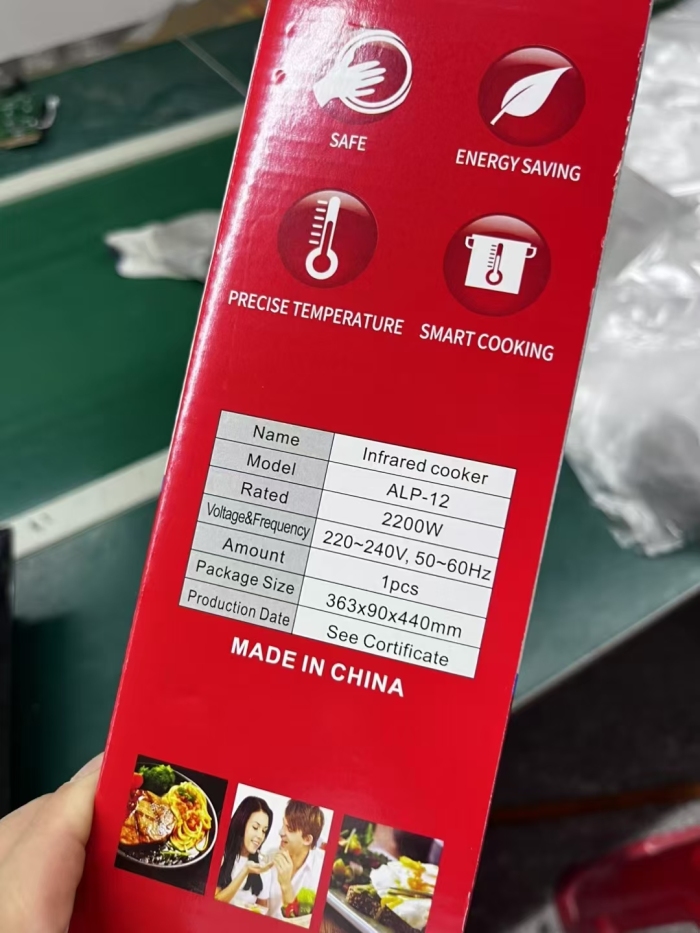 SAFE
ENERGY SAVING
PRECISE TEMPERATURE
SMART COOKING
Name Infrared cooker
Model ALP-12
Rated 2200W
Voltage&Frequency 220~240V, 50~60Hz
Amount 1pcs
Package Size 363x90x440mm
Production Date See Cortificate
MADE IN CHINA